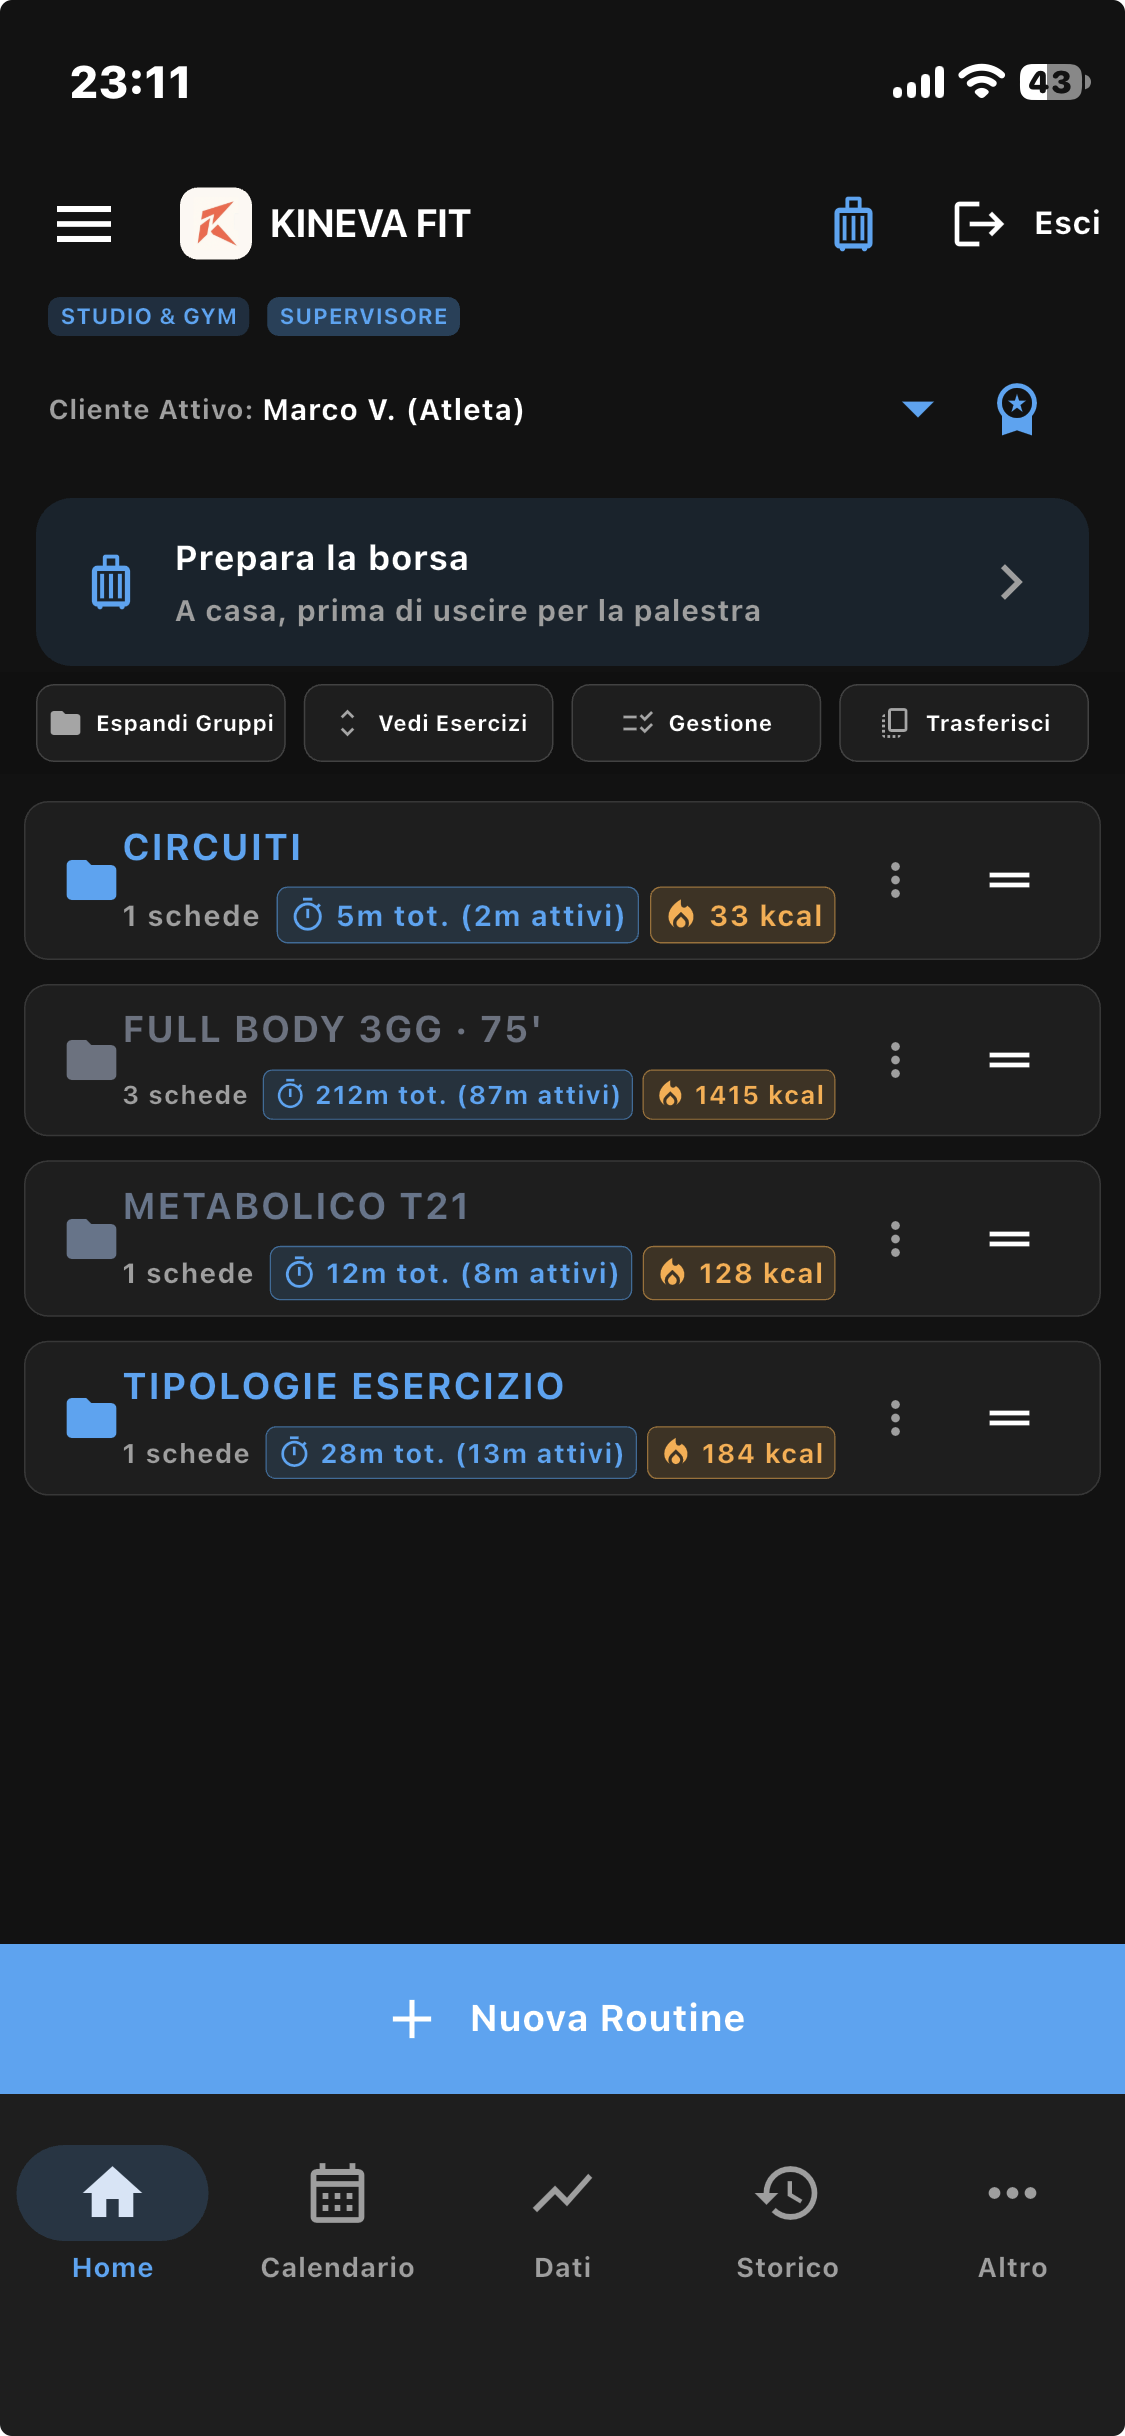 23:11
43
KINEVA FIT
Esci
STUDIO & GYM
SUPERVISORE
Cliente Attivo: Marco V. (Atleta)
Prepara la borsa
A casa, prima di uscire per la palestra
Espandi Gruppi
Vedi Esercizi
Gestione
Trasferisci
CIRCUITI
1 schede
5m tot. (2m attivi)
33 kcal
FULL BODY 3GG · 75'
3 schede
212m tot. (87m attivi)
1415 kcal
METABOLICO T21
1 schede
12m tot. (8m attivi)
128 kcal
TIPOLOGIE ESERCIZIO
1 schede
28m tot. (13m attivi)
184 kcal
Nuova Routine
Home
Calendario
Dati
Storico
Altro